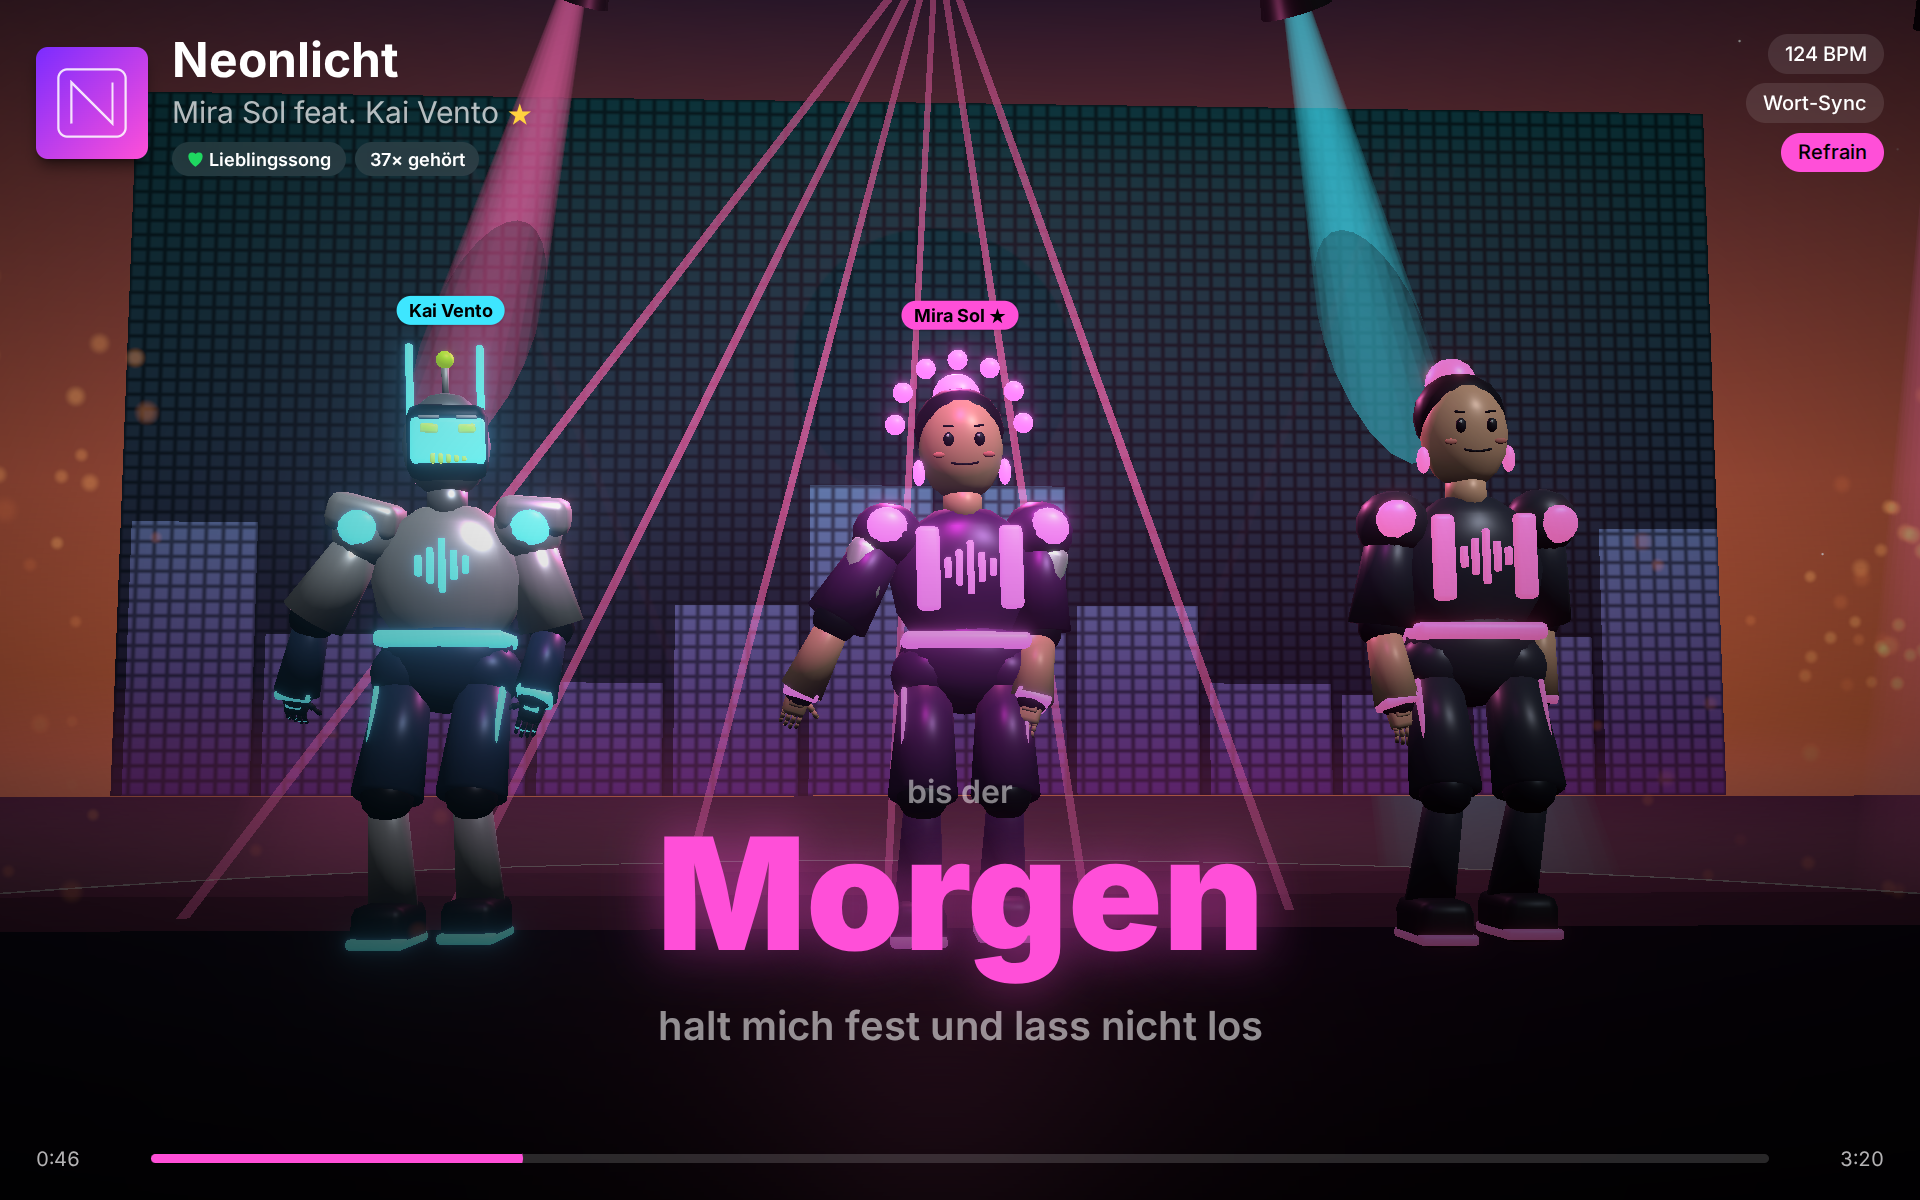 N
Neonlicht
Mira Sol feat. Kai Vento ★
Lieblingssong
37× gehört
124 BPM
Wort-Sync
Refrain
Kai Vento
Mira Sol ★
bis der
Morgen
halt mich fest und lass nicht los
0:46
3:20